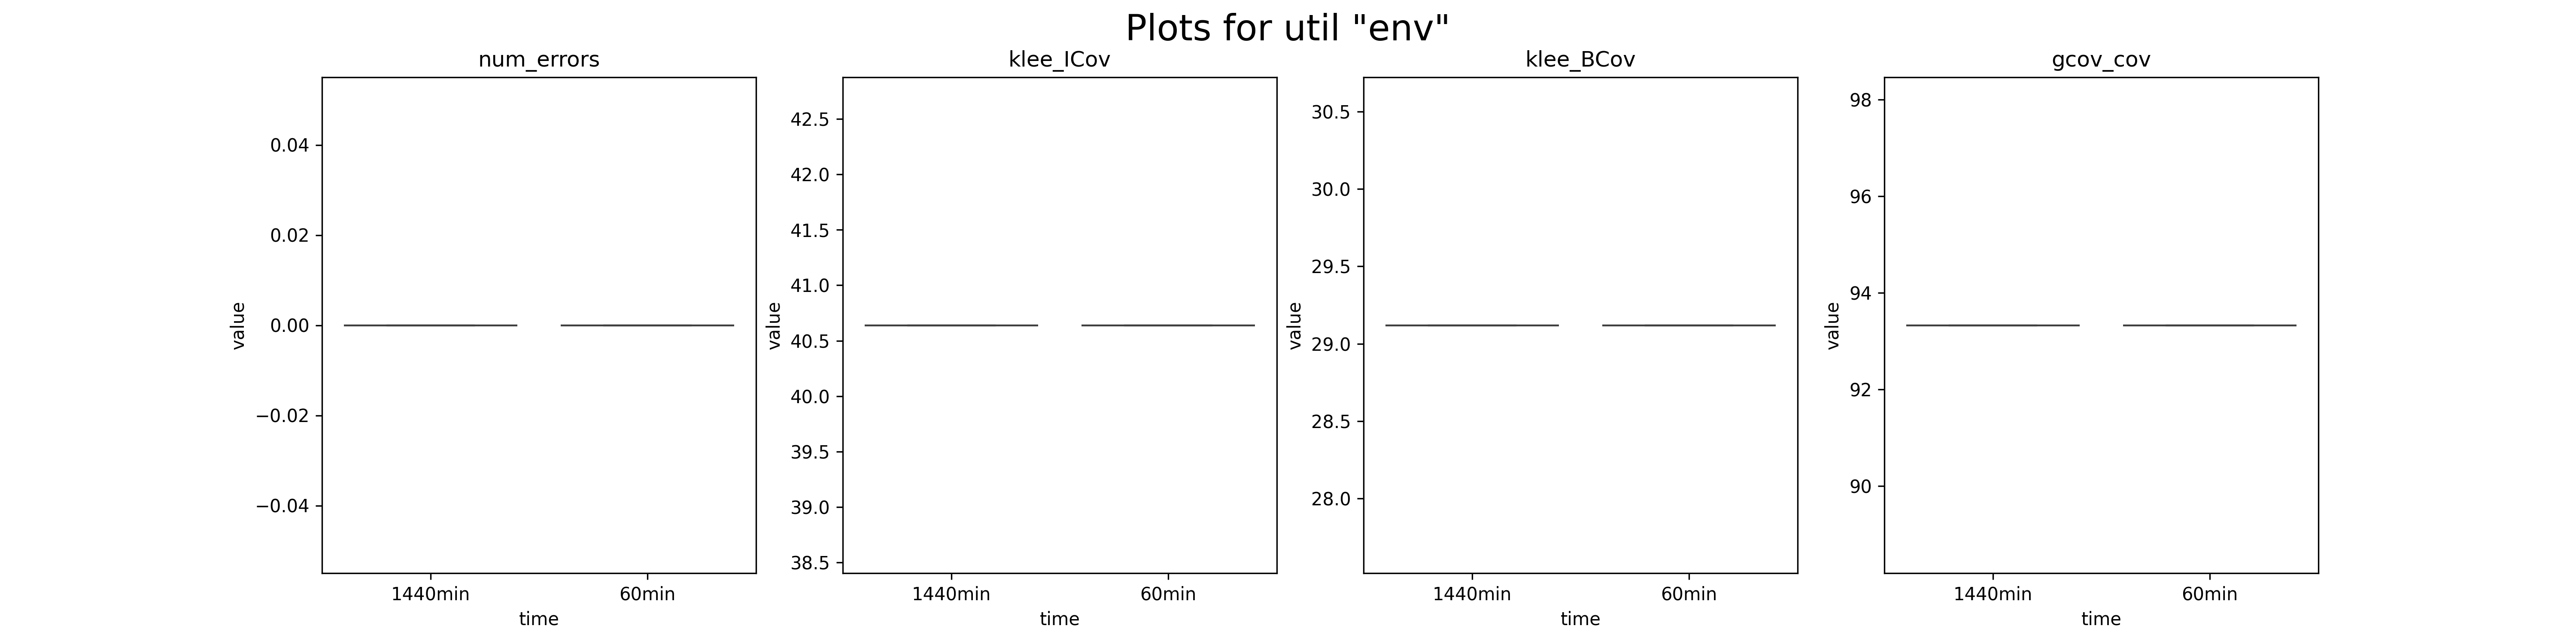 Plots for util "env"
num_errors
0.04
0.02
0.00
−0.02
−0.04
value
1440min
60min
time
klee_ICov
42.5
42.0
41.5
41.0
40.5
40.0
39.5
39.0
38.5
value
1440min
60min
time
klee_BCov
30.5
30.0
29.5
29.0
28.5
28.0
value
1440min
60min
time
gcov_cov
98
96
94
92
90
value
1440min
60min
time